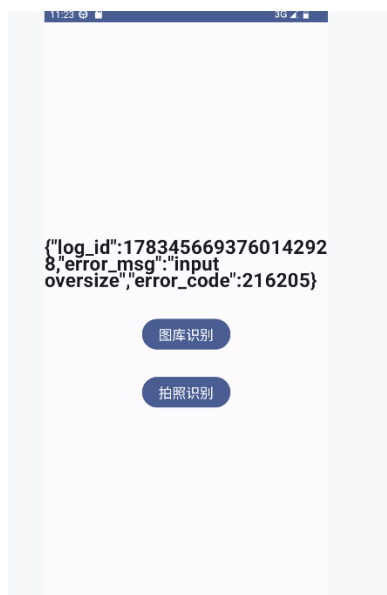 11:23
3G
{"log_id":178345669376014292
8,"error_msg":"input
oversize","error_code":216205}
图库识别
拍照识别